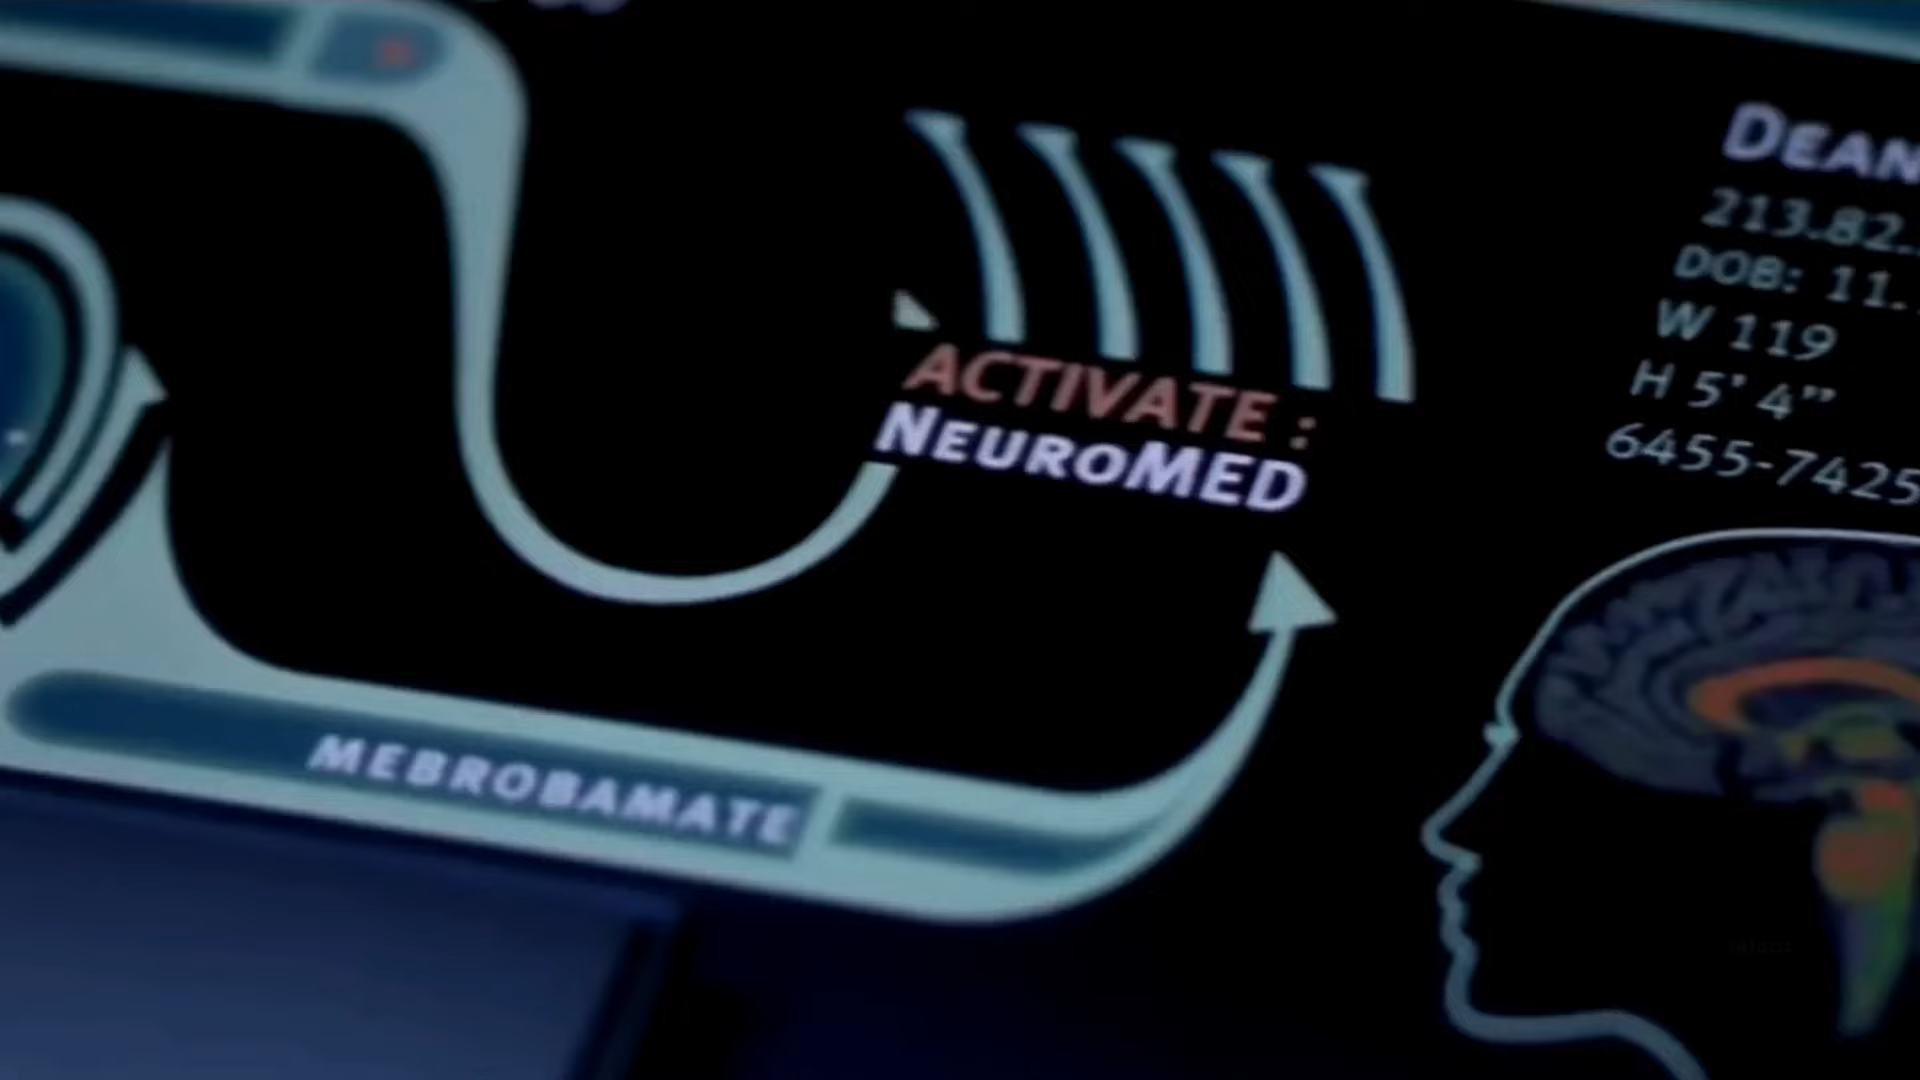 ACTIVATE :
NEUROMED
MEBROBAMATE
DEAN
213.82.
DOB: 11.
W 119
H 5' 4"
6455-7425